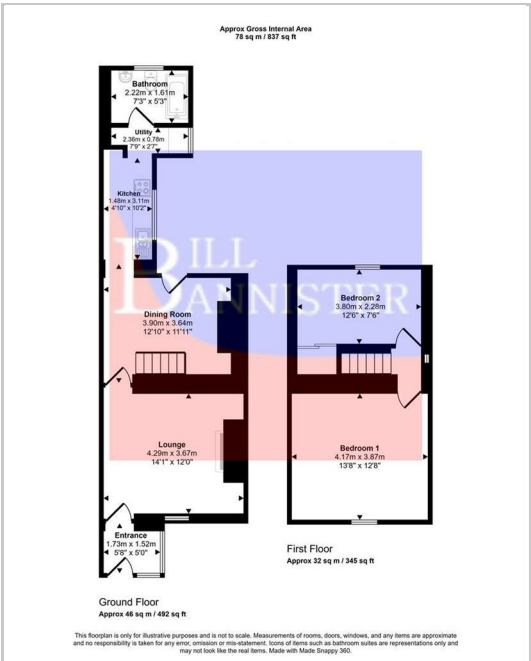 Approx Gross Internal Area
78 sq m / 837 sq ft
Bathroom
2.22m x 1.61m
7'3" x 5'3"
Utility
2.36m x 0.78m
7'9" x 2'7"
Kitchen
1.48m x 3.11m
4'10" x 10'2"
BILL
BANNISTER
Dining Room
3.90m x 3.64m
12'10" x 11'11"
Bedroom 2
3.80m x 2.28m
12'6" x 7'6"
Lounge
4.29m x 3.67m
14'1" x 12'0"
Bedroom 1
4.17m x 3.87m
13'8" x 12'8"
Entrance
1.73m x 1.52m
5'8" x 5'0"
First Floor
Approx 32 sq m / 345 sq ft
Ground Floor
Approx 46 sq m / 492 sq ft
This floorplan is only for illustrative purposes and is not to scale. Measurements of rooms, doors, windows, and any items are approximate
and no responsibility is taken for any error, omission or mis-statement. Icons of items such as bathroom suites are representations only and
may not look like the real items. Made with Made Snappy 360.